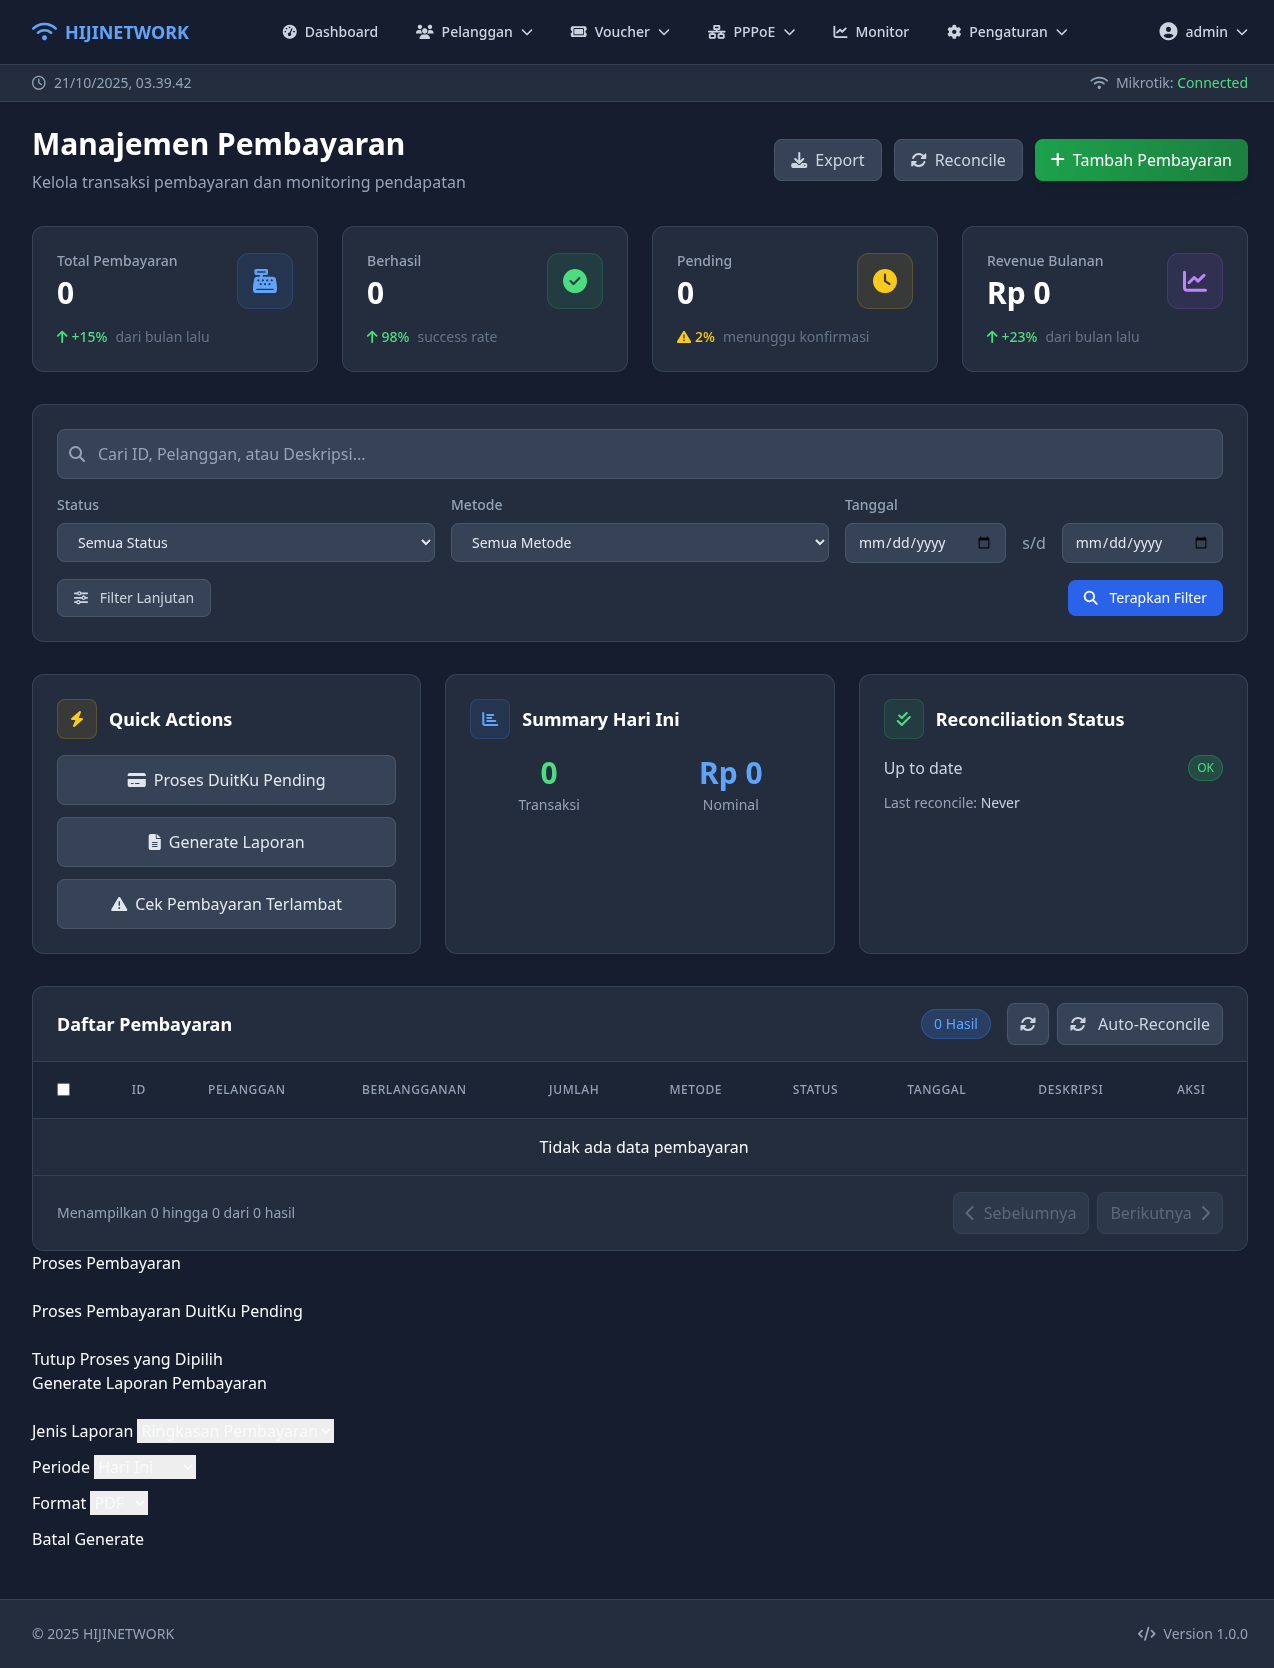 HIJINETWORK
Dashboard
Pelanggan
Voucher
PPPoE
Monitor
Pengaturan
admin
21/10/2025, 03.39.42
Mikrotik: Connected
Manajemen Pembayaran
Kelola transaksi pembayaran dan monitoring pendapatan
Export
Reconcile
Tambah Pembayaran
Total Pembayaran
0
+15% dari bulan lalu
Berhasil
0
98% success rate
Pending
0
2% menunggu konfirmasi
Revenue Bulanan
Rp 0
+23% dari bulan lalu
Cari ID, Pelanggan, atau Deskripsi...
Status
Semua Status
Metode
Semua Metode
Tanggal
mm/dd/yyyy
s/d
mm/dd/yyyy
Filter Lanjutan
Terapkan Filter
Quick Actions
Proses DuitKu Pending
Generate Laporan
Cek Pembayaran Terlambat
Summary Hari Ini
0
Transaksi
Rp 0
Nominal
Reconciliation Status
Up to date
OK
Last reconcile: Never
Daftar Pembayaran
0 Hasil
Auto-Reconcile
ID
PELANGGAN
BERLANGGANAN
JUMLAH
METODE
STATUS
TANGGAL
DESKRIPSI
AKSI
Tidak ada data pembayaran
Menampilkan 0 hingga 0 dari 0 hasil
Sebelumnya
Berikutnya
Proses Pembayaran
Proses Pembayaran DuitKu Pending
Tutup Proses yang Dipilih
Generate Laporan Pembayaran
Jenis Laporan Ringkasan Pembayaran
Periode Hari Ini
Format PDF
Batal Generate
© 2025 HIJINETWORK
Version 1.0.0